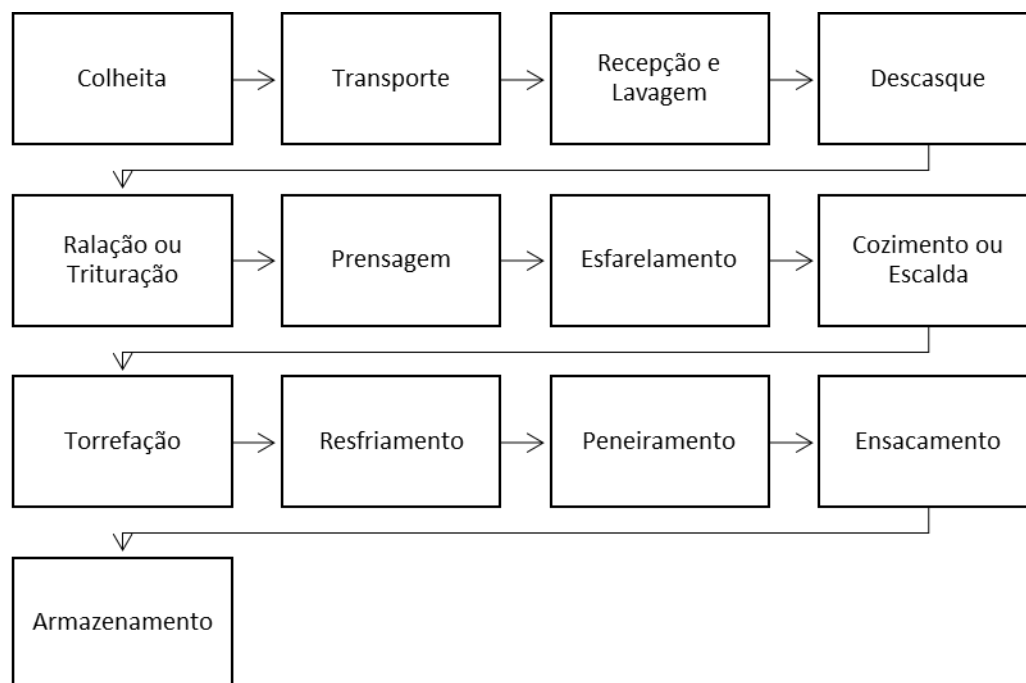 Colheita
Transporte
Recepção e
Lavagem
Descasque
Ralação ou
Trituração
Prensagem
Esfarelamento
Cozimento ou
Escalda
Torrefação
Resfriamento
Peneiramento
Ensacamento
Armazenamento